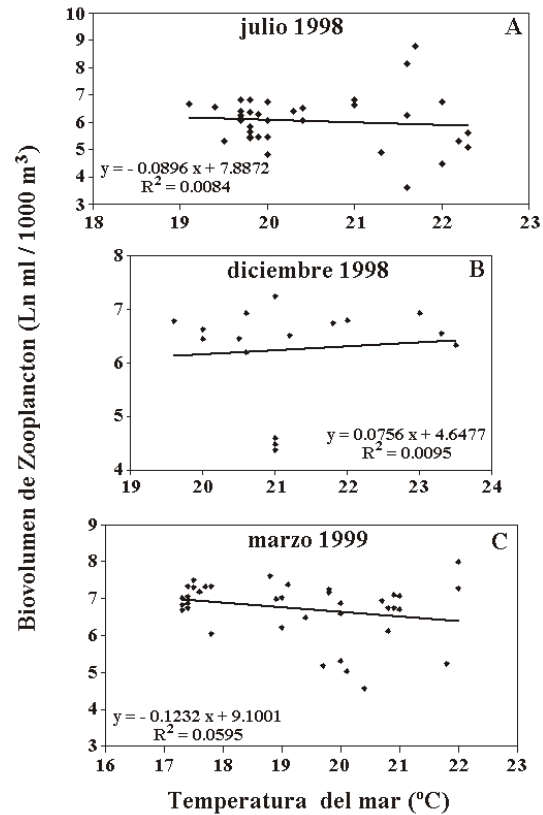 Biovolumen de Zooplancton (Ln ml / 1000 m³)
julio 1998
A
10
9
8
7
6
5
4
3
y = - 0.0896 x + 7.8872
R² = 0.0084
18 19 20 21 22 23
diciembre 1998
B
8
7
6
5
4
y = 0.0756 x + 4.6477
R² = 0.0095
19 20 21 22 23 24
marzo 1999
C
9
8
7
6
5
4
3
y = - 0.1232 x + 9.1001
R² = 0.0595
16 17 18 19 20 21 22 23
Temperatura del mar (ºC)